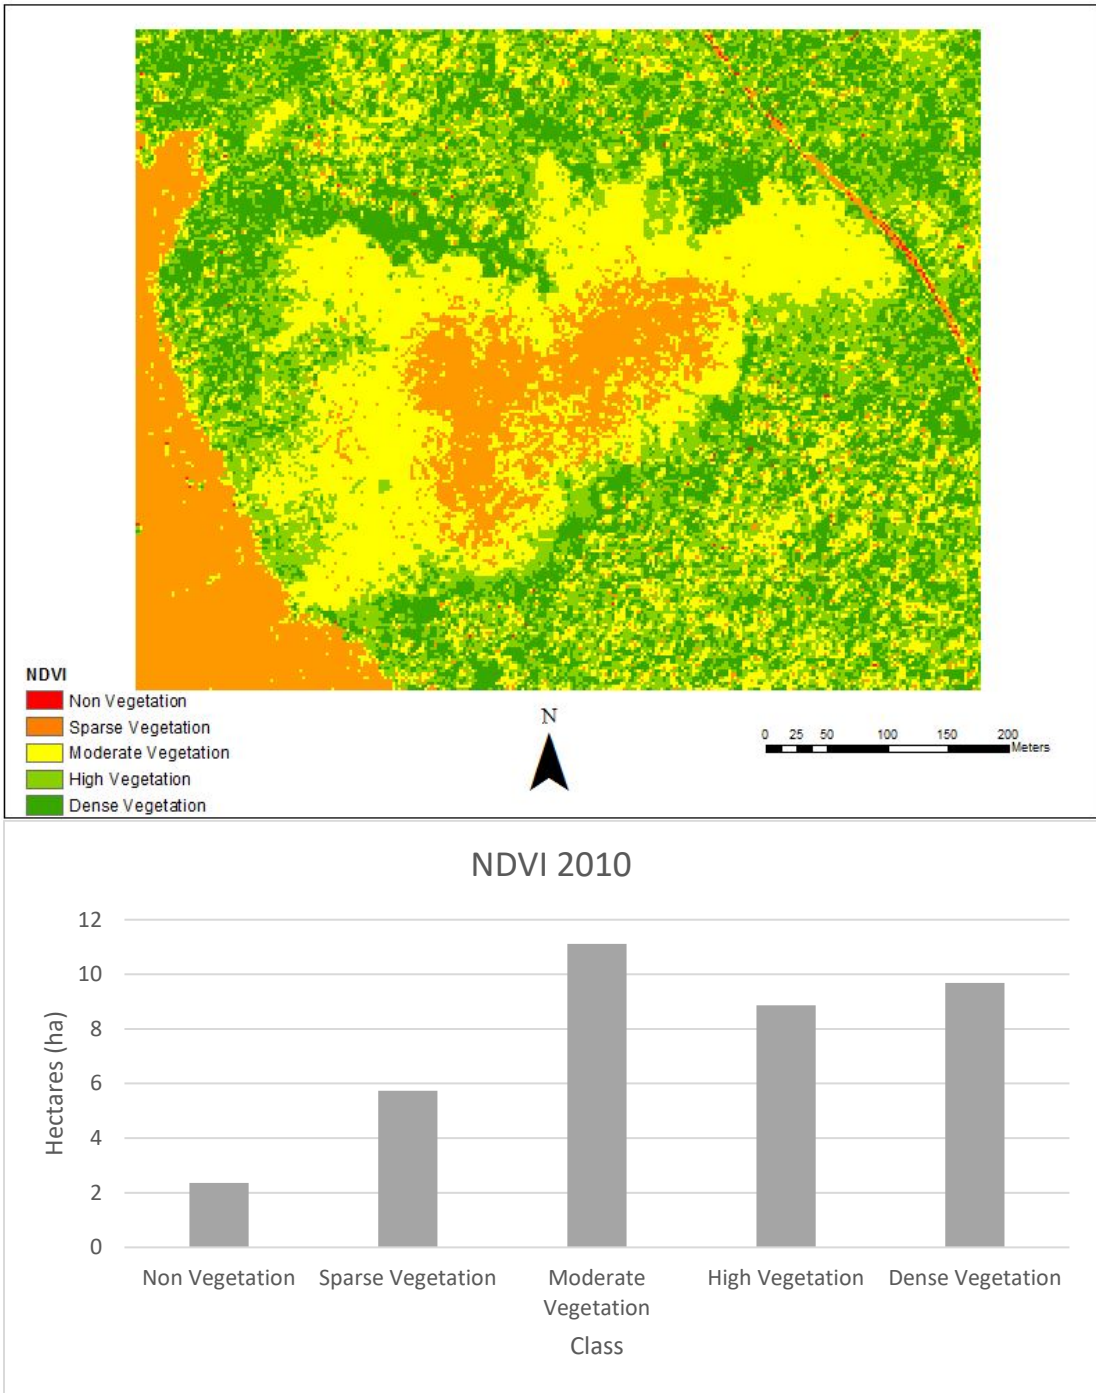 NDVI
Non Vegetation
Sparse Vegetation
Moderate Vegetation
High Vegetation
Dense Vegetation
N
0 25 50 100 150 200
Meters
NDVI 2010
Hectares (ha)
12
10
8
6
4
2
0
Non Vegetation
Sparse Vegetation
Moderate
Vegetation
High Vegetation
Dense Vegetation
Class